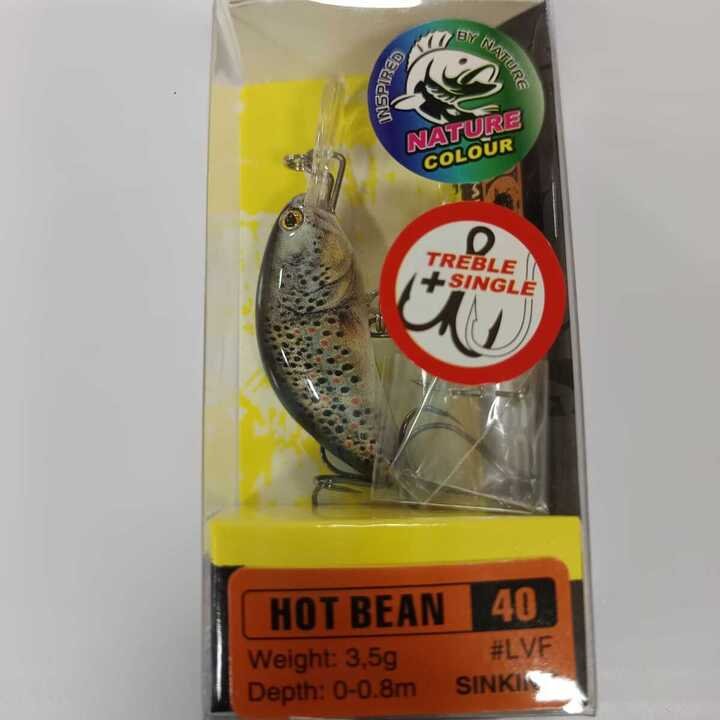 INSPIRED BY NATURE
NATURE
COLOUR
TREBLE
+ SINGLE
HOT BEAN 40
Weight: 3,5g #LVF
Depth: 0-0.8m